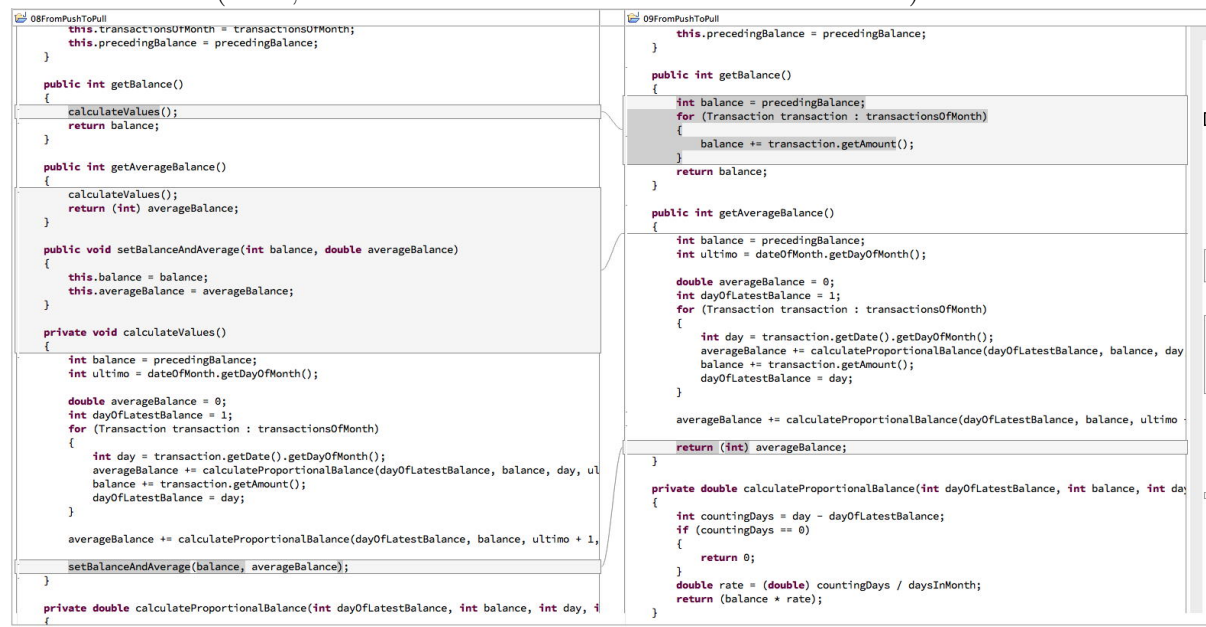 08FromPushToPull
this.transactionsOfMonth = transactionsOfMonth;
this.precedingBalance = precedingBalance;
}
public int getBalance()
{
calculateValues();
return balance;
}
public int getAverageBalance()
{
calculateValues();
return (int) averageBalance;
}
public void setBalanceAndAverage(int balance, double averageBalance)
{
this.balance = balance;
this.averageBalance = averageBalance;
}
private void calculateValues()
{
int balance = precedingBalance;
int ultimo = dateOfMonth.getDayOfMonth();
double averageBalance = 0;
int dayOfLatestBalance = 1;
for (Transaction transaction : transactionsOfMonth)
{
int day = transaction.getDate().getDayOfMonth();
averageBalance += calculateProportionalBalance(dayOfLatestBalance, balance, day, ul
balance += transaction.getAmount();
dayOfLatestBalance = day;
}
averageBalance += calculateProportionalBalance(dayOfLatestBalance, balance, ultimo + 1,
setBalanceAndAverage(balance, averageBalance);
}
private double calculateProportionalBalance(int dayOfLatestBalance, int balance, int day, i
{
09FromPushToPull
this.precedingBalance = precedingBalance;
}
public int getBalance()
{
int balance = precedingBalance;
for (Transaction transaction : transactionsOfMonth)
{
balance += transaction.getAmount();
}
return balance;
}
public int getAverageBalance()
{
int balance = precedingBalance;
int ultimo = dateOfMonth.getDayOfMonth();
double averageBalance = 0;
int dayOfLatestBalance = 1;
for (Transaction transaction : transactionsOfMonth)
{
int day = transaction.getDate().getDayOfMonth();
averageBalance += calculateProportionalBalance(dayOfLatestBalance, balance, day
balance += transaction.getAmount();
dayOfLatestBalance = day;
}
averageBalance += calculateProportionalBalance(dayOfLatestBalance, balance, ultimo
return (int) averageBalance;
}
private double calculateProportionalBalance(int dayOfLatestBalance, int balance, int day
{
int countingDays = day - dayOfLatestBalance;
if (countingDays == 0)
{
return 0;
}
double rate = (double) countingDays / daysInMonth;
return (balance * rate);
}